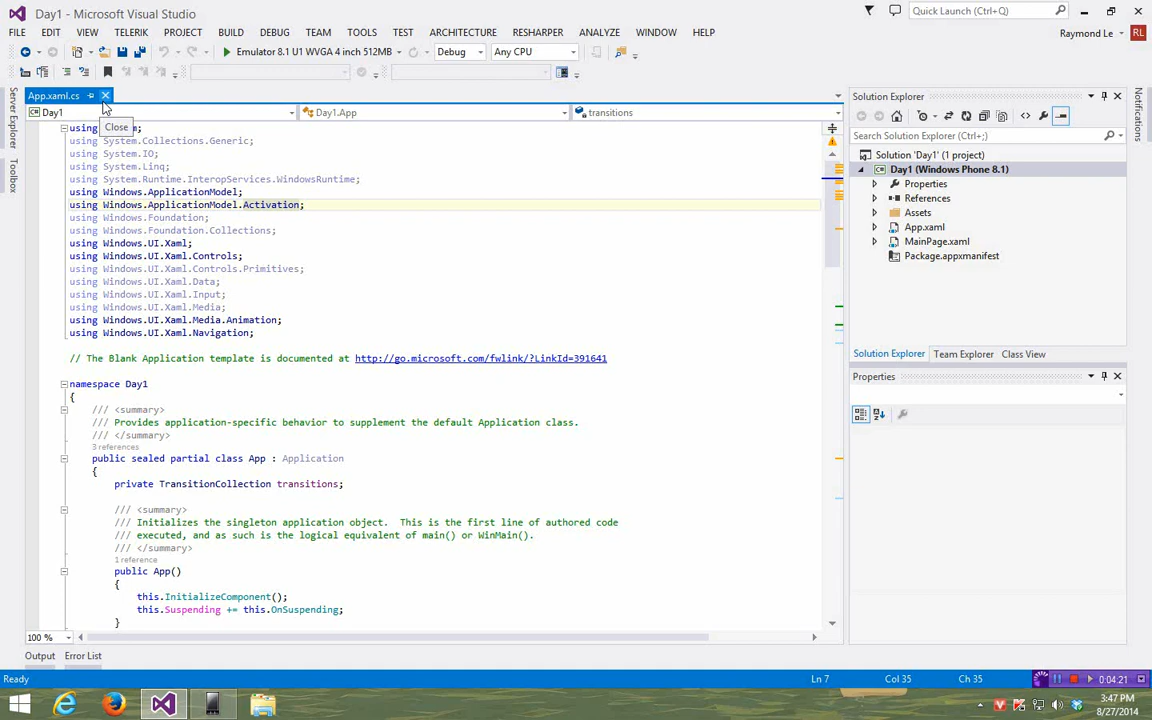 Day1 - Microsoft Visual Studio
Quick Launch (Ctrl+Q)
FILE EDIT VIEW TELERIK PROJECT BUILD DEBUG TEAM TOOLS TEST ARCHITECTURE RESHARPER ANALYZE WINDOW HELP
Raymond Le
RL
Emulator 8.1 U1 WVGA 4 inch 512MB
Debug
Any CPU
Server Explorer
Toolbox
App.xaml.cs
Day1
Day1.App
transitions
Close
using
using System.Collections.Generic;
using System.IO;
using System.Linq;
using System.Runtime.InteropServices.WindowsRuntime;
using Windows.ApplicationModel;
using Windows.ApplicationModel.Activation;
using Windows.Foundation;
using Windows.Foundation.Collections;
using Windows.UI.Xaml;
using Windows.UI.Xaml.Controls;
using Windows.UI.Xaml.Controls.Primitives;
using Windows.UI.Xaml.Data;
using Windows.UI.Xaml.Input;
using Windows.UI.Xaml.Media;
using Windows.UI.Xaml.Media.Animation;
using Windows.UI.Xaml.Navigation;
// The Blank Application template is documented at http://go.microsoft.com/fwlink/?LinkId=391641
namespace Day1
{
/// <summary>
/// Provides application-specific behavior to supplement the default Application class.
/// </summary>
3 references
public sealed partial class App : Application
{
private TransitionCollection transitions;
/// <summary>
/// Initializes the singleton application object.  This is the first line of authored code
/// executed, and as such is the logical equivalent of main() or WinMain().
/// </summary>
1 reference
public App()
{
this.InitializeComponent();
this.Suspending += this.OnSuspending;
}
100 %
Solution Explorer
Search Solution Explorer (Ctrl+;)
Solution 'Day1' (1 project)
Day1 (Windows Phone 8.1)
Properties
References
Assets
App.xaml
MainPage.xaml
Package.appxmanifest
Solution Explorer Team Explorer Class View
Properties
Notifications
Output Error List
Ready
Ln 7
Col 35
Ch 35
0:04:21
3:47 PM
8/27/2014